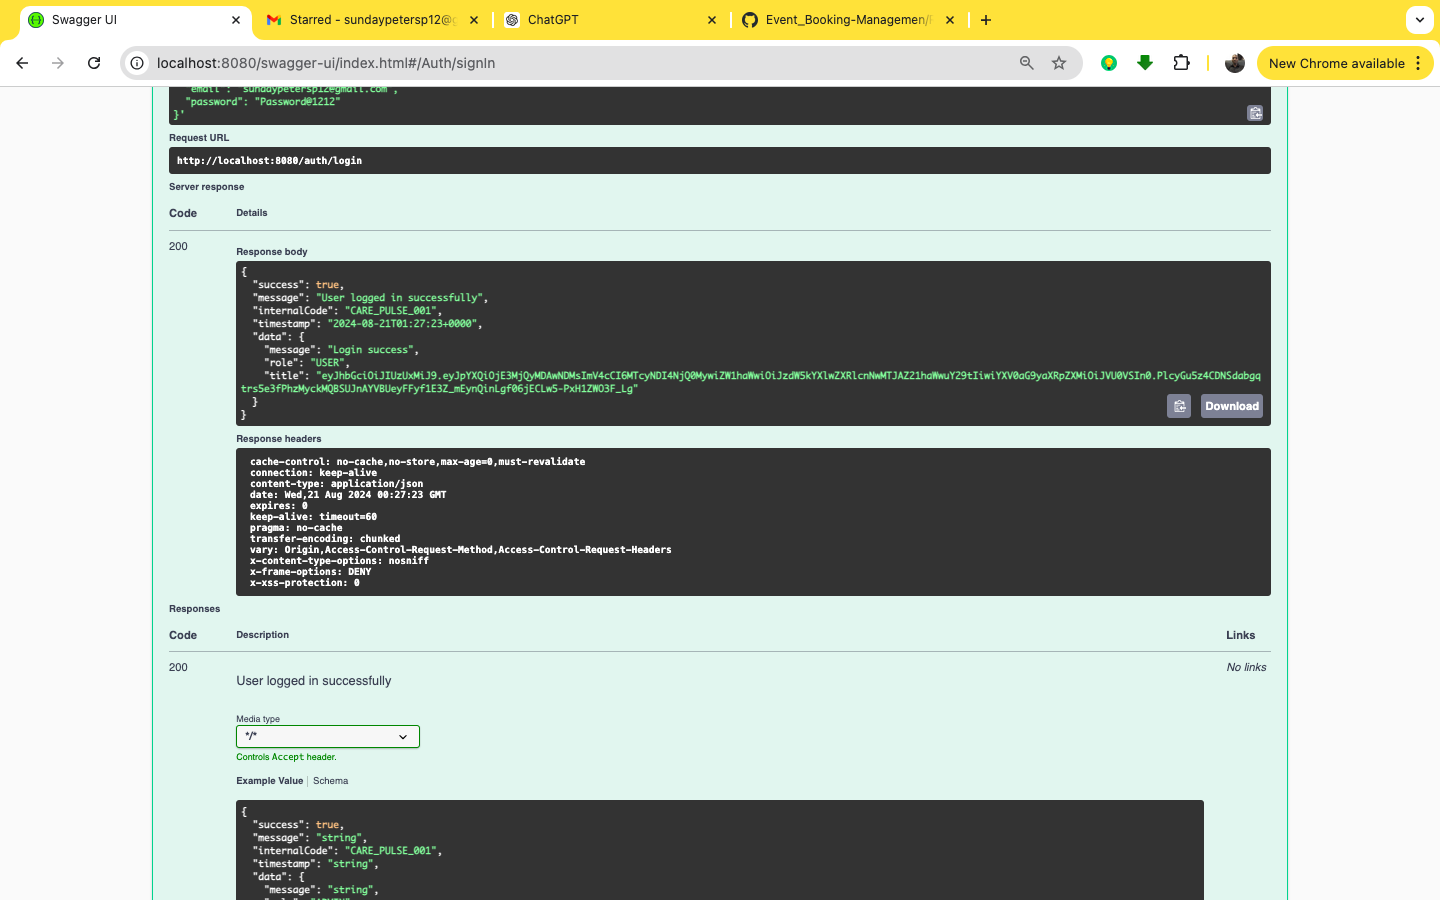 Swagger UI
Starred - sundaypetersp12@g
ChatGPT
Event_Booking-Managemen/
localhost:8080/swagger-ui/index.html#/Auth/signIn
New Chrome available
"email": "sundaypetersp12@gmail.com",
"password": "Password@1212"
}'
Request URL
http://localhost:8080/auth/login
Server response
Code Details
200
Response body
{
"success": true,
"message": "User logged in successfully",
"internalCode": "CARE_PULSE_001",
"timestamp": "2024-08-21T01:27:23+0000",
"data": {
"message": "Login success",
"role": "USER",
"title": "eyJhbGciOiJIUzUxMiJ9.eyJpYXQiOjE3MjQyMDAwNDMsImV4cCI6MTcyNDI4NjQ0MywiZW1haWwiOiJzdW5kYXlwZXRlcnNwMTJAZ21haWwuY29tIiwiYXV0aG9yaXRpZXMiOiJVU0VSIn0.PlcyGu5z4CDNSdabgq
trs5e3fPhzMyckMQBSUJnAYVBUeyFFyf1E3Z_mEynQinLgf06jECLw5-PxH1ZWO3F_Lg"
}
}
Download
Response headers
cache-control: no-cache,no-store,max-age=0,must-revalidate
connection: keep-alive
content-type: application/json
date: Wed,21 Aug 2024 00:27:23 GMT
expires: 0
keep-alive: timeout=60
pragma: no-cache
transfer-encoding: chunked
vary: Origin,Access-Control-Request-Method,Access-Control-Request-Headers
x-content-type-options: nosniff
x-frame-options: DENY
x-xss-protection: 0
Responses
Code Description Links
200 No links
User logged in successfully
Media type
*/*
Controls Accept header.
Example Value Schema
{
"success": true,
"message": "string",
"internalCode": "CARE_PULSE_001",
"timestamp": "string",
"data": {
"message": "string",